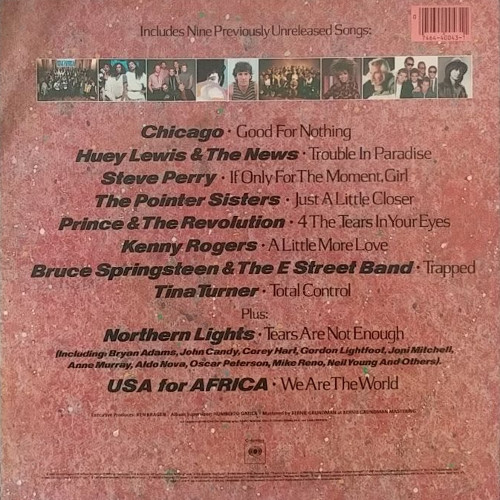 Includes Nine Previously Unreleased Songs:
Chicago · Good For Nothing
Huey Lewis & The News · Trouble In Paradise
Steve Perry · If Only For The Moment, Girl
The Pointer Sisters · Just A Little Closer
Prince & The Revolution · 4 The Tears In Your Eyes
Kenny Rogers · A Little More Love
Bruce Springsteen & The E Street Band · Trapped
Tina Turner · Total Control
Plus:
Northern Lights · Tears Are Not Enough
(Including: Bryan Adams, John Candy, Corey Hart, Gordon Lightfoot, Joni Mitchell,
Anne Murray, Aldo Nova, Oscar Peterson, Mike Reno, Neil Young And Others).
USA for AFRICA · We Are The World